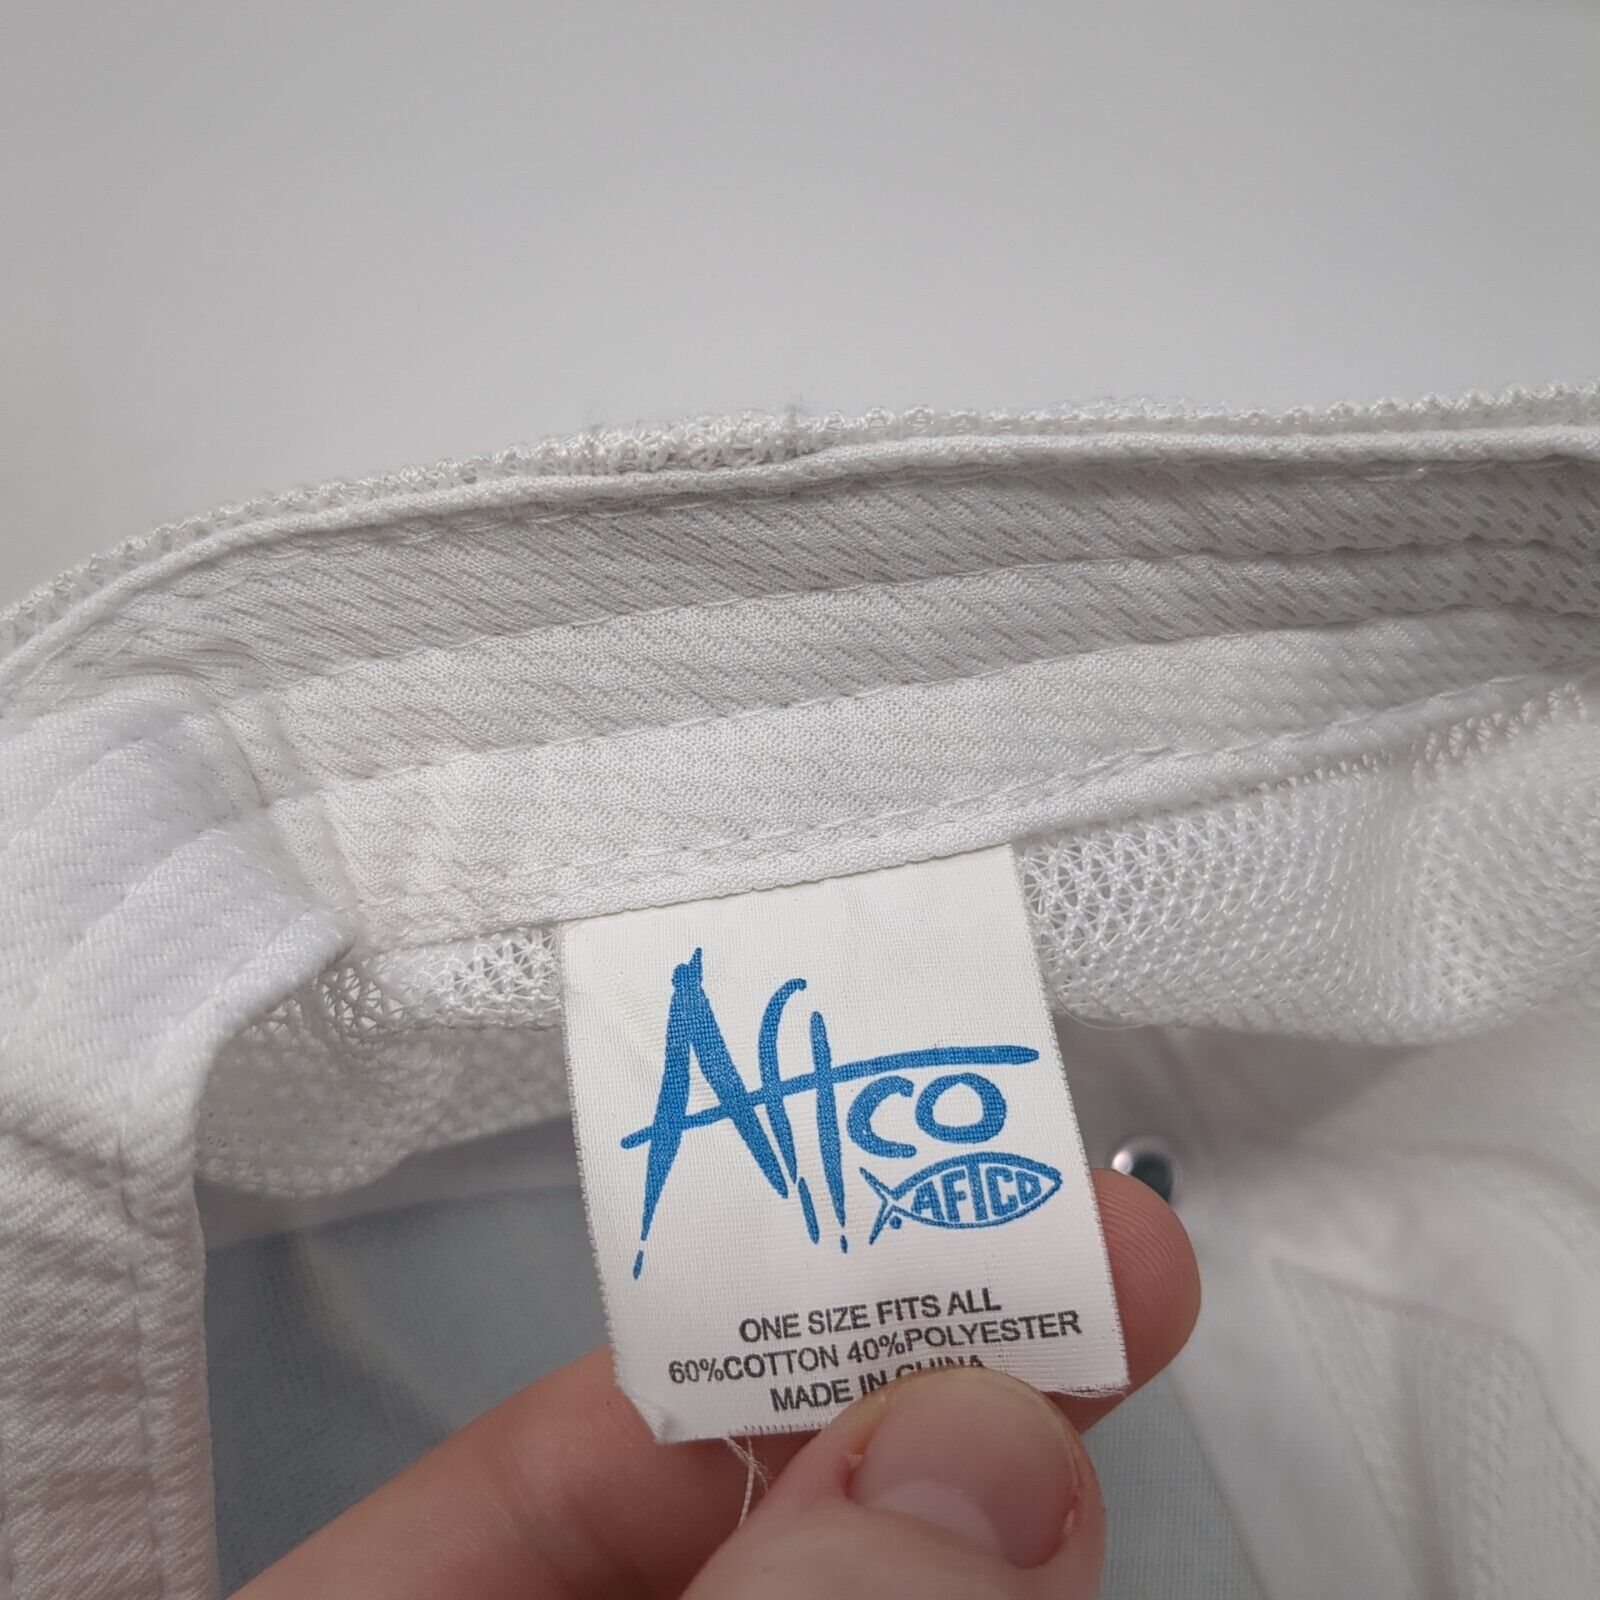 Aftco
AFTCO
ONE SIZE FITS ALL
60%COTTON 40%POLYESTER
MADE IN CHINA